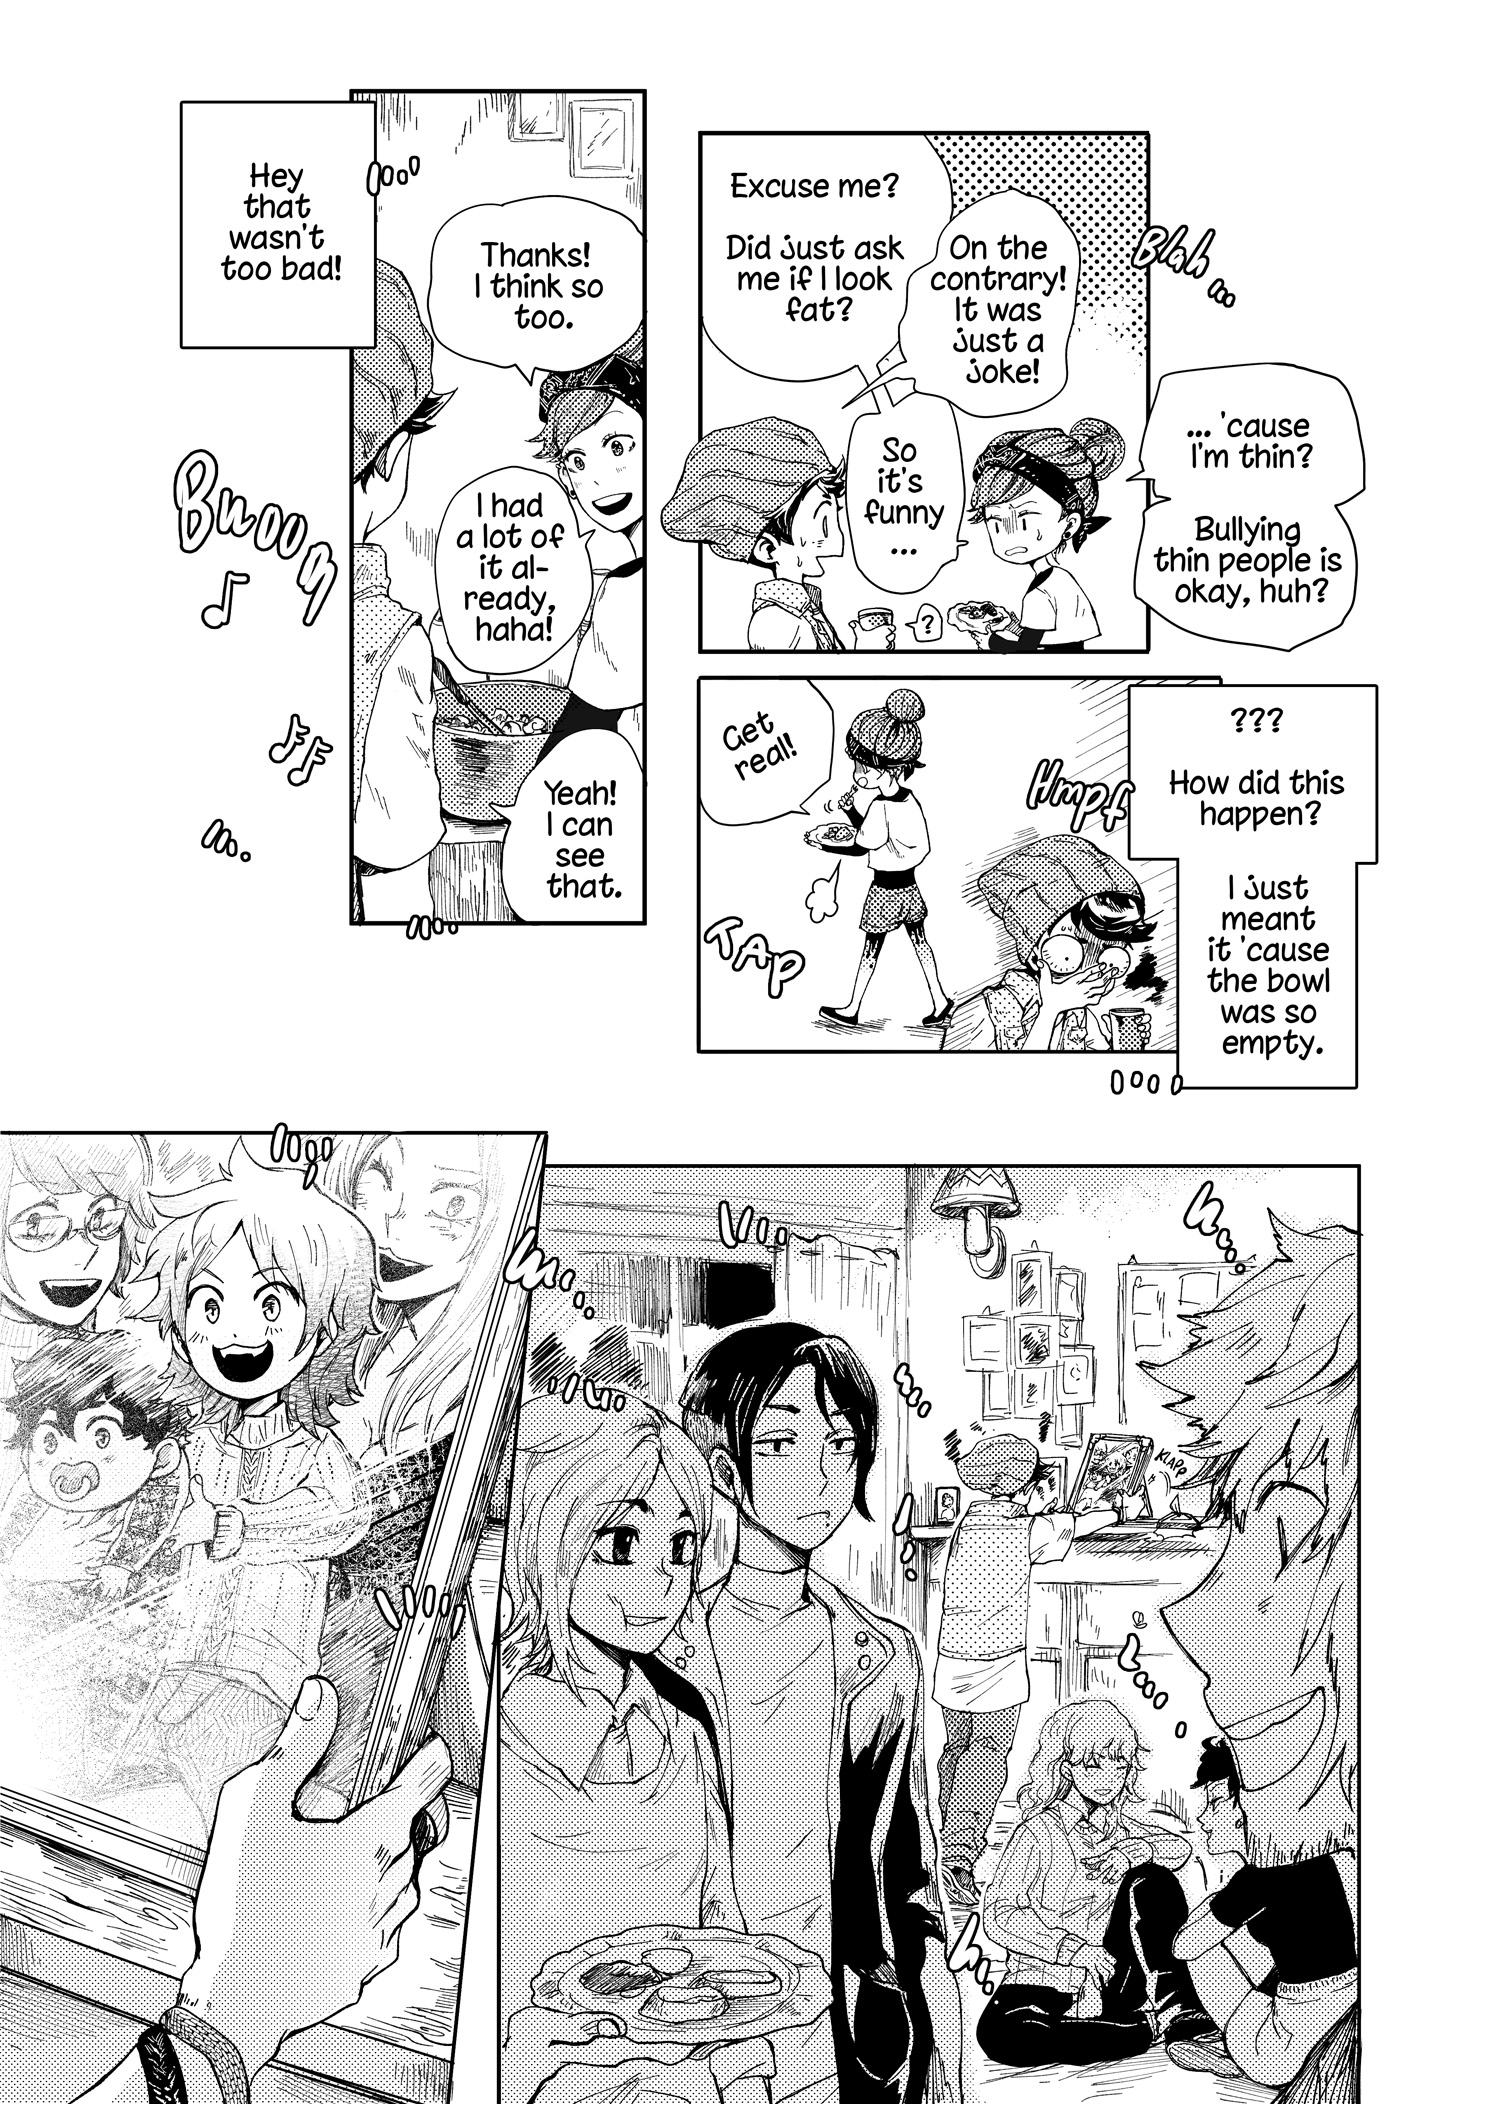 Hey
that
wasn't
too bad!
Thanks!
I think so
too.
I had
a lot of
it al-
ready,
haha!
Yeah!
I can
see
that.
Bwoom
Excuse me?
Did just ask
me if I look
fat?
On the
contrary!
It was
just a
joke!
So
it's
funny
...
?
... 'cause
I'm thin?
Bullying
thin people is
okay, huh?
Blah...
Get
real!
TAP
Hmpf
???
How did this
happen?
I just
meant
it 'cause
the bowl
was so
empty.
KLAPP